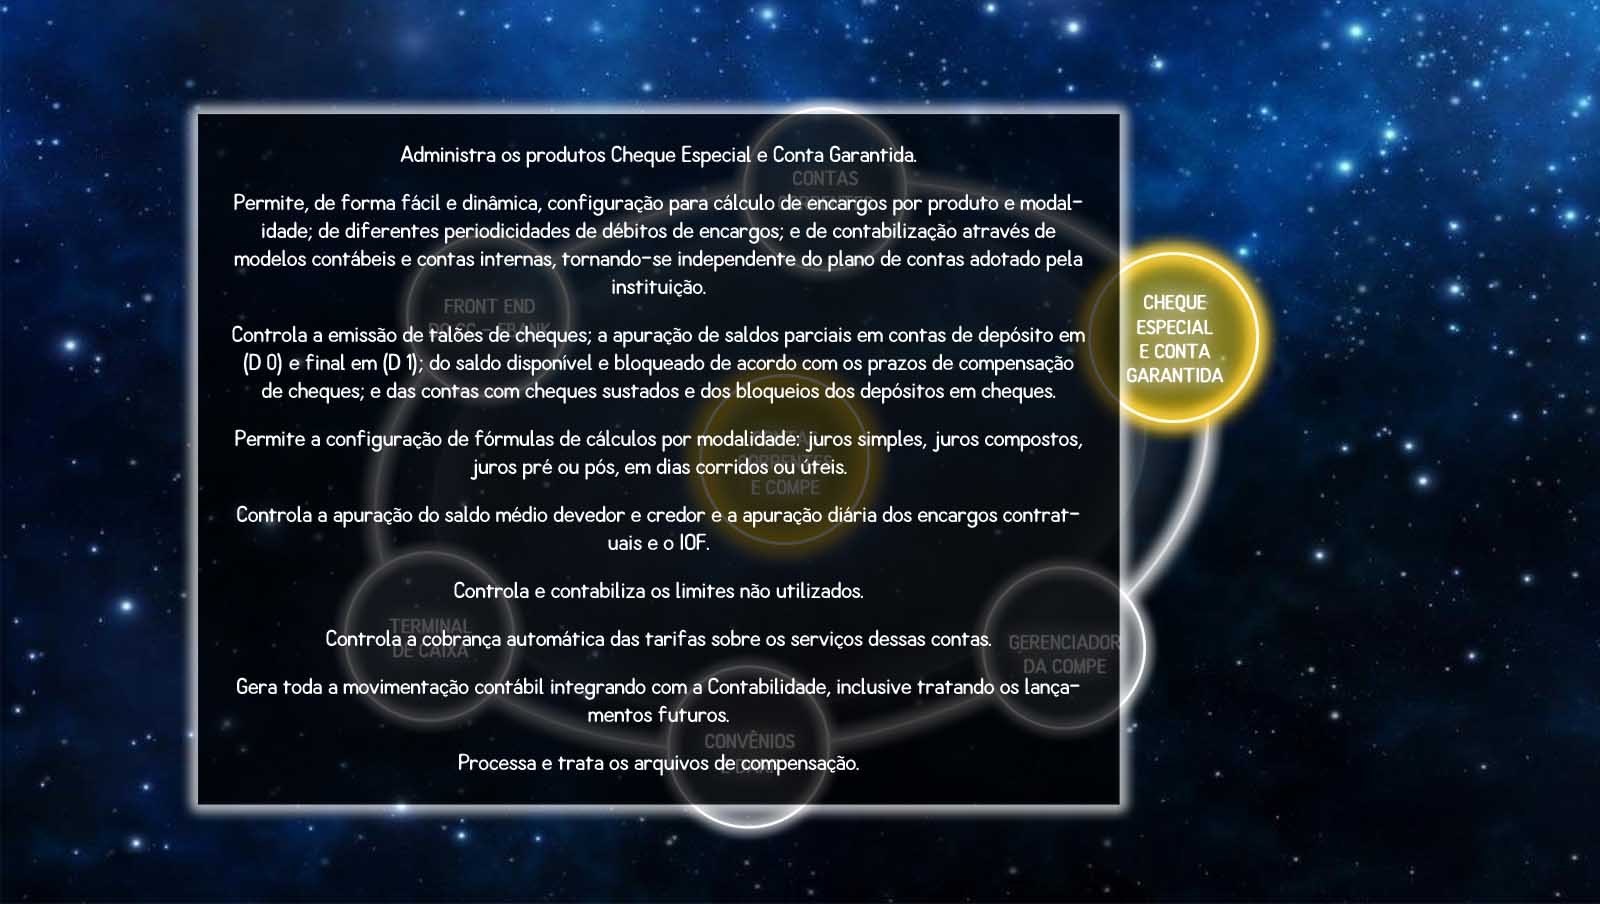 Administra os produtos Cheque Especial e Conta Garantida.
Permite, de forma fácil e dinâmica, configuração para cálculo de encargos por produto e modal-
idade; de diferentes periodicidades de débitos de encargos; e de contabilização através de
modelos contábeis e contas internas, tornando-se independente do plano de contas adotado pela
instituição.
Controla a emissão de talões de cheques; a apuração de saldos parciais em contas de depósito em
(D 0) e final em (D 1); do saldo disponível e bloqueado de acordo com os prazos de compensação
de cheques; e das contas com cheques sustados e dos bloqueios dos depósitos em cheques.
Permite a configuração de fórmulas de cálculos por modalidade: juros simples, juros compostos,
juros pré ou pós, em dias corridos ou úteis.
Controla a apuração do saldo médio devedor e credor e a apuração diária dos encargos contrat-
uais e o IOF.
Controla e contabiliza os limites não utilizados.
Controla a cobrança automática das tarifas sobre os serviços dessas contas.
Gera toda a movimentação contábil integrando com a Contabilidade, inclusive tratando os lança-
mentos futuros.
Processa e trata os arquivos de compensação.
CHEQUE
ESPECIAL
E CONTA
GARANTIDA
CONTAS
FRONT END
CORRENTES
E COMPE
TERMINAL
DE CAIXA
GERENCIADOR
DA COMPE
CONVÊNIOS